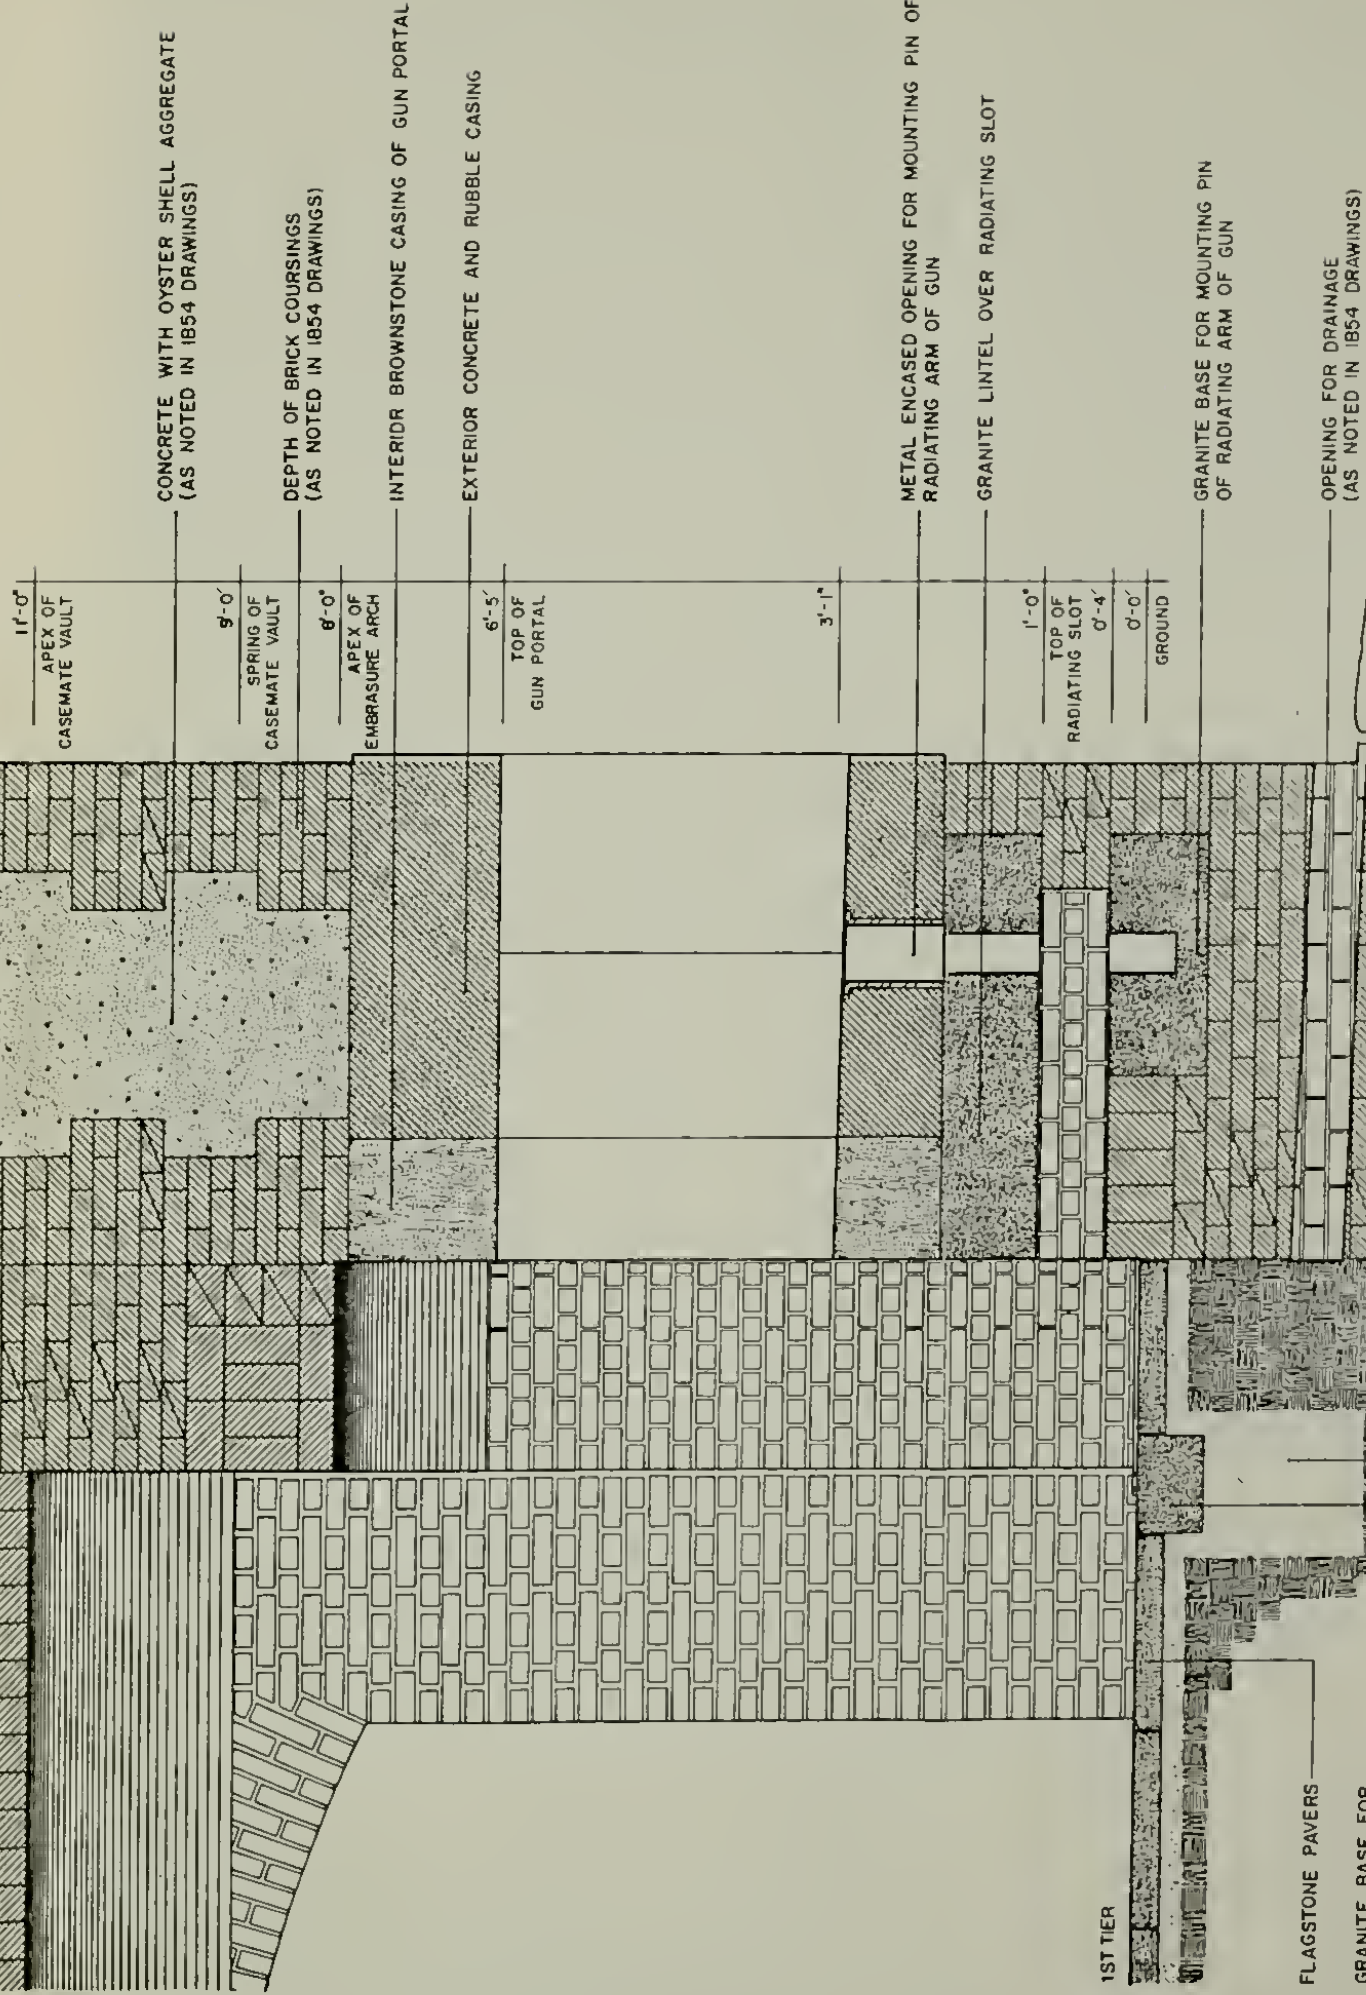 CONCRETE WITH OYSTER SHELL AGGREGATE
(AS NOTED IN 1854 DRAWINGS)
DEPTH OF BRICK COURSINGS
(AS NOTED IN 1854 DRAWINGS)
INTERIOR BROWNSTONE CASING OF GUN PORTAL
EXTERIOR CONCRETE AND RUBBLE CASING
METAL ENCASED OPENING FOR MOUNTING PIN OF
RADIATING ARM OF GUN
GRANITE LINTEL OVER RADIATING SLOT
GRANITE BASE FOR MOUNTING PIN
OF RADIATING ARM OF GUN
OPENING FOR DRAINAGE
(AS NOTED IN 1854 DRAWINGS)
11'-0"
APEX OF
CASEMATE VAULT
9'-0'
SPRING OF
CASEMATE VAULT
8'-0"
APEX OF
EMBRASURE ARCH
6'-5'
TOP OF
GUN PORTAL
3'-1"
1'-0"
TOP OF
RADIATING SLOT
0'-4'
0'-0'
GROUND
1ST TIER
FLAGSTONE PAVERS
GRANITE BASE FOR